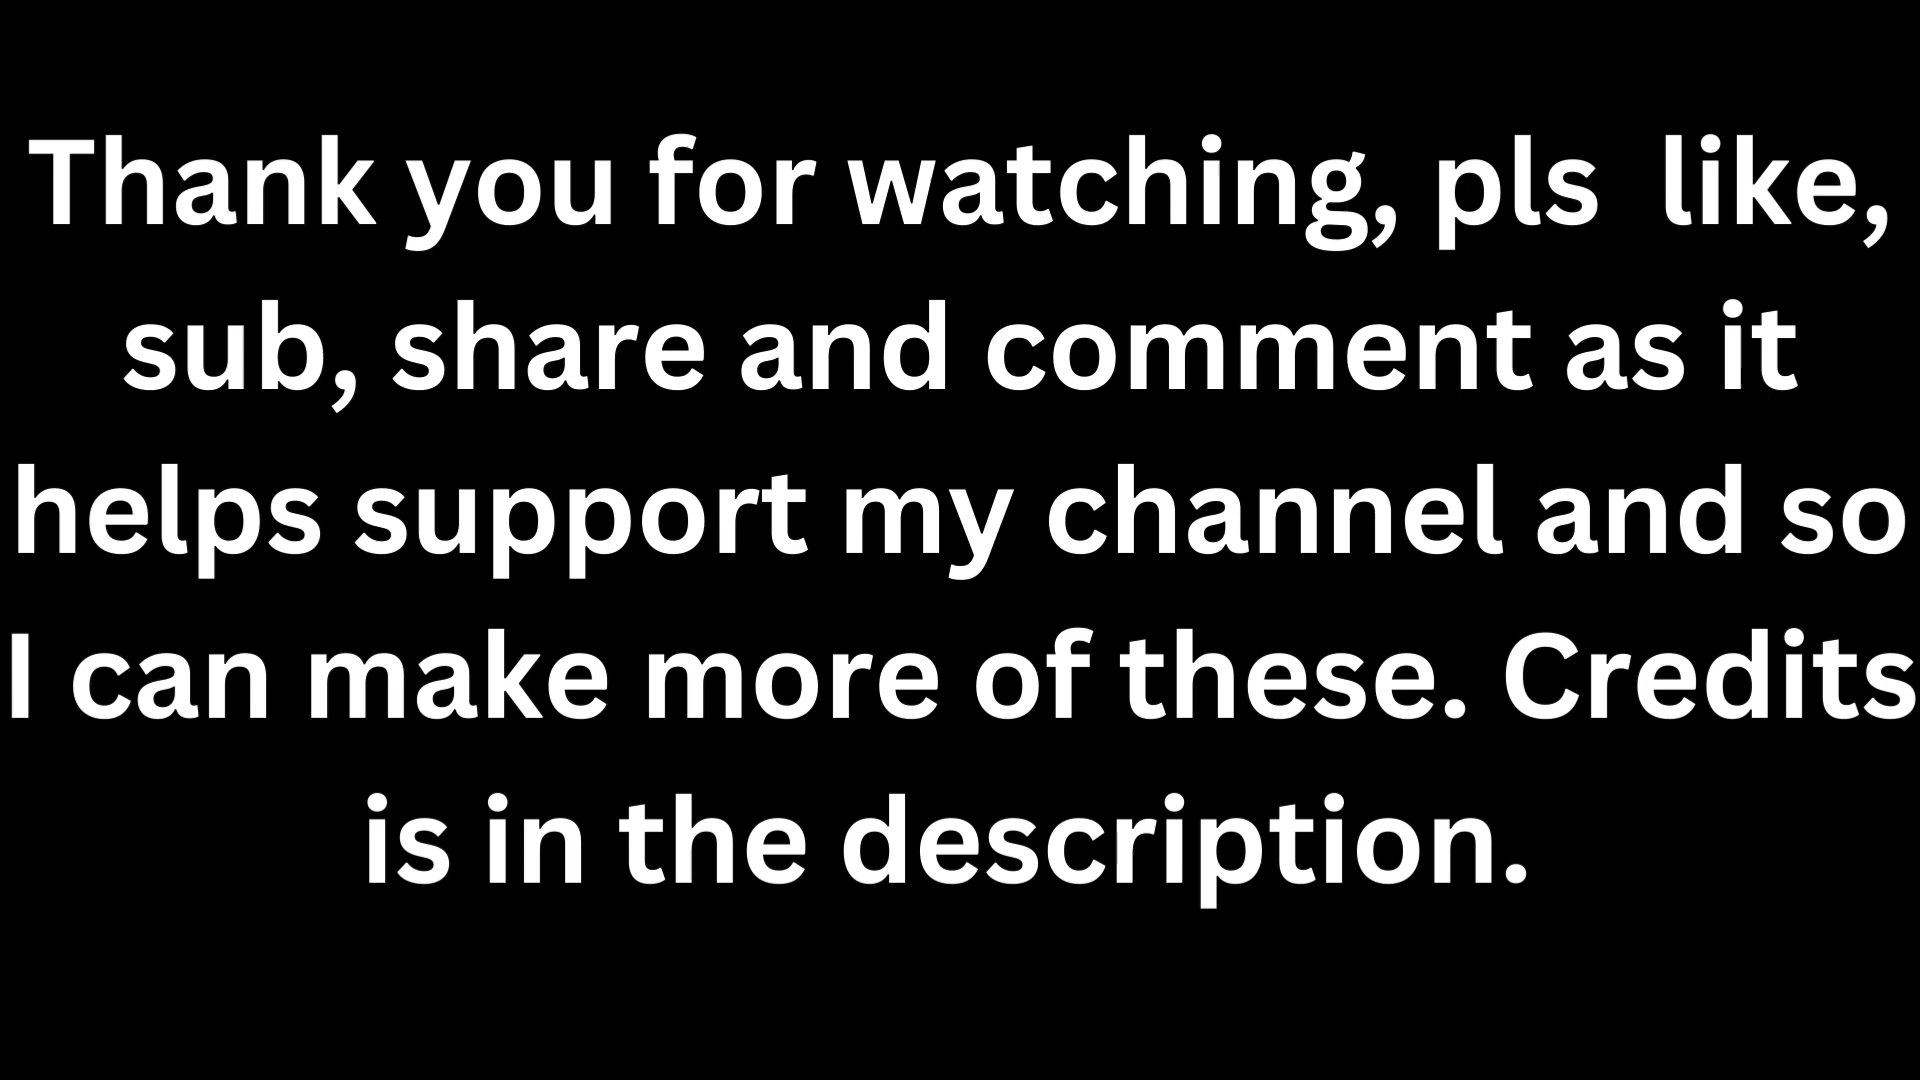 Thank you for watching, pls  like,
sub, share and comment as it
helps support my channel and so
I can make more of these. Credits
is in the description.